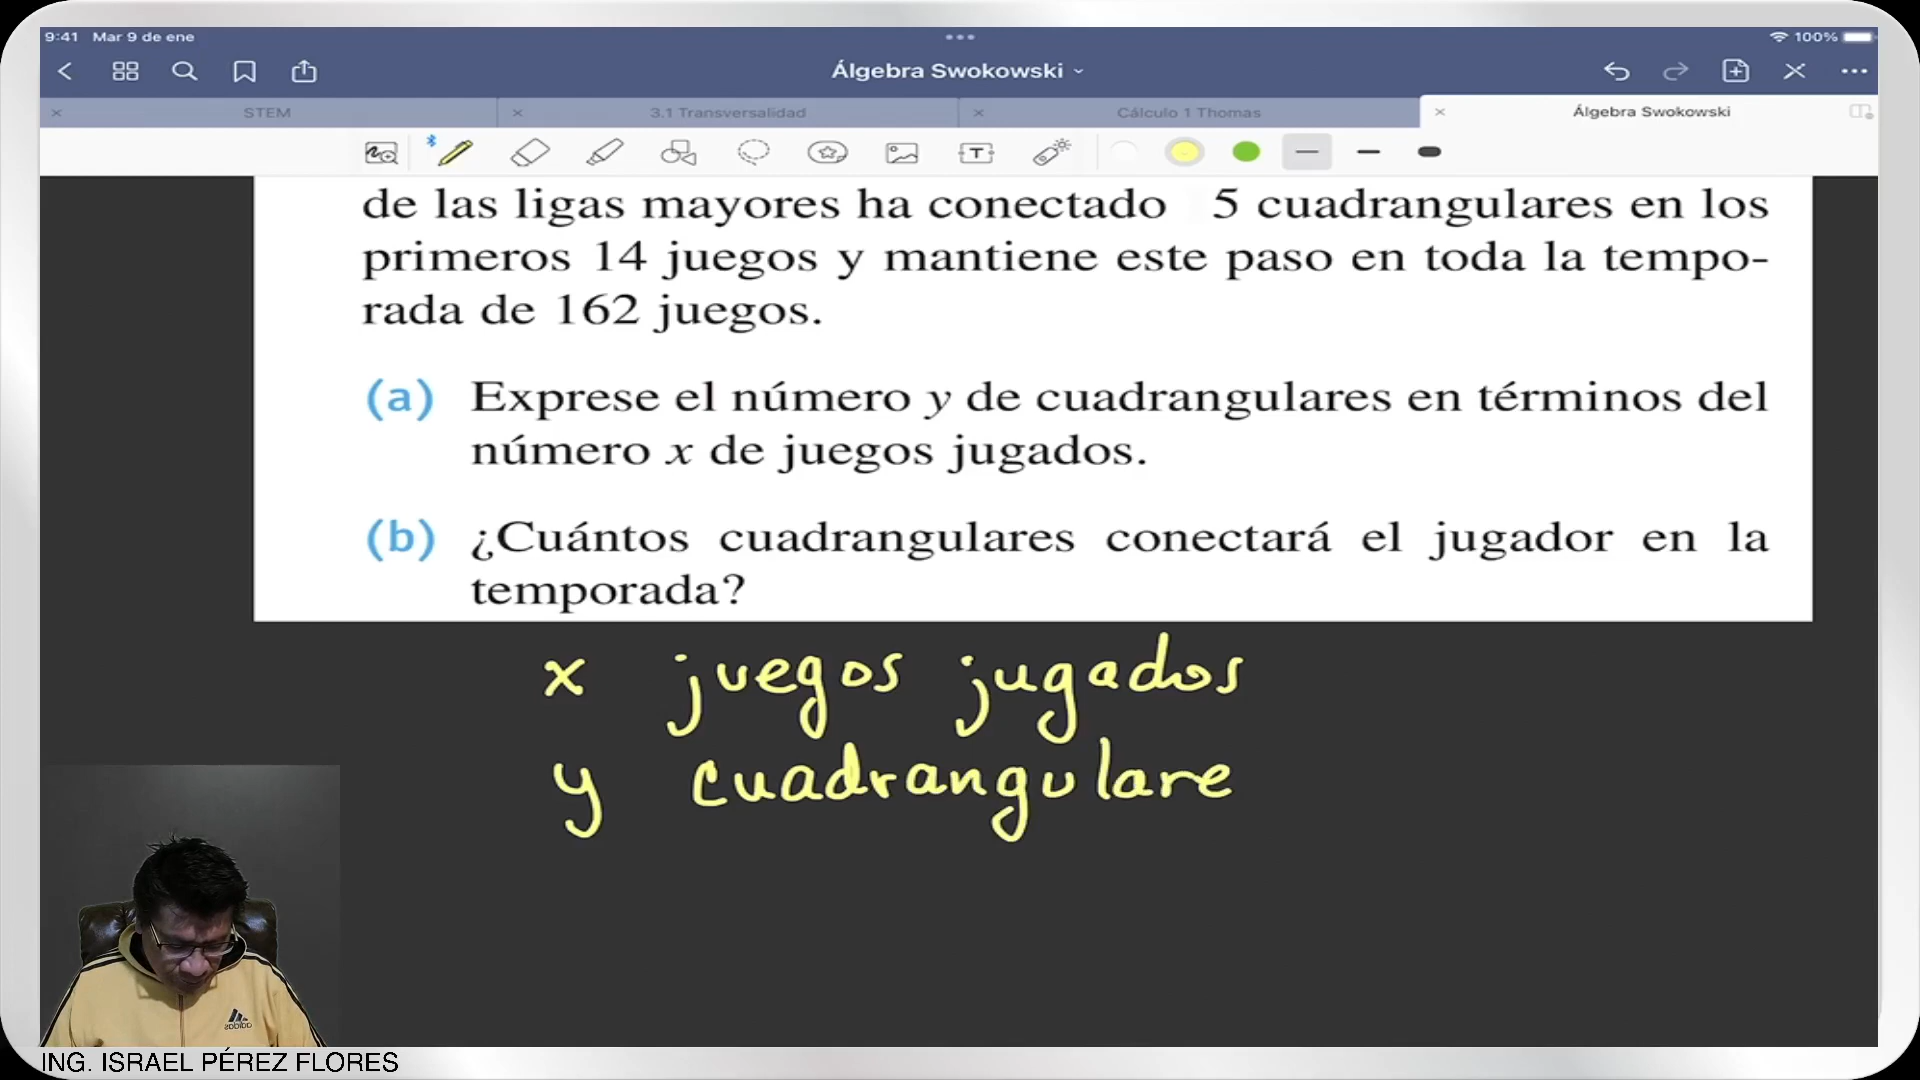 9:41 Mar 9 de ene 100%
Álgebra Swokowski
STEM 3.1 Transversalidad Cálculo 1 Thomas Álgebra Swokowski
de las ligas mayores ha conectado 5 cuadrangulares en los
primeros 14 juegos y mantiene este paso en toda la tempo-
rada de 162 juegos.
(a) Exprese el número y de cuadrangulares en términos del
número x de juegos jugados.
(b) ¿Cuántos cuadrangulares conectará el jugador en la
temporada?
x juegos jugados
y cuadrangulare
adidas
ING. ISRAEL PÉREZ FLORES